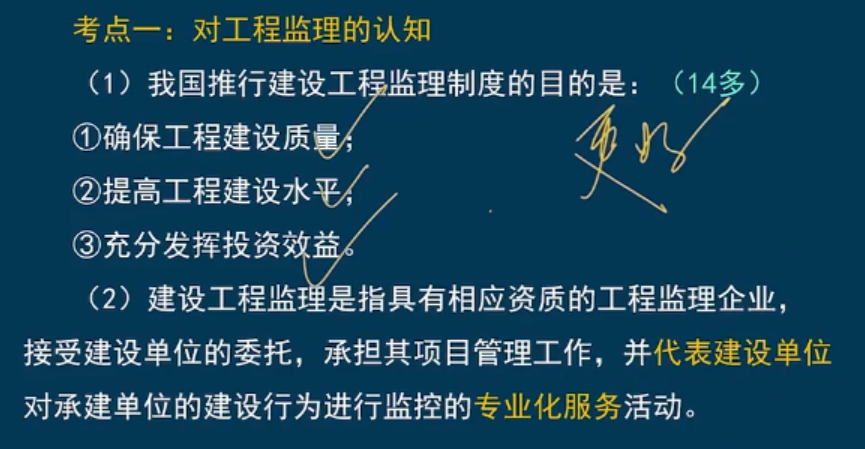 考点一：对工程监理的认知
（1）我国推行建设工程监理制度的目的是：（14多）
①确保工程建设质量；
更好
②提高工程建设水平；
③充分发挥投资效益。
（2）建设工程监理是指具有相应资质的工程监理企业，
接受建设单位的委托，承担其项目管理工作，并代表建设单位
对承建单位的建设行为进行监控的专业化服务活动。